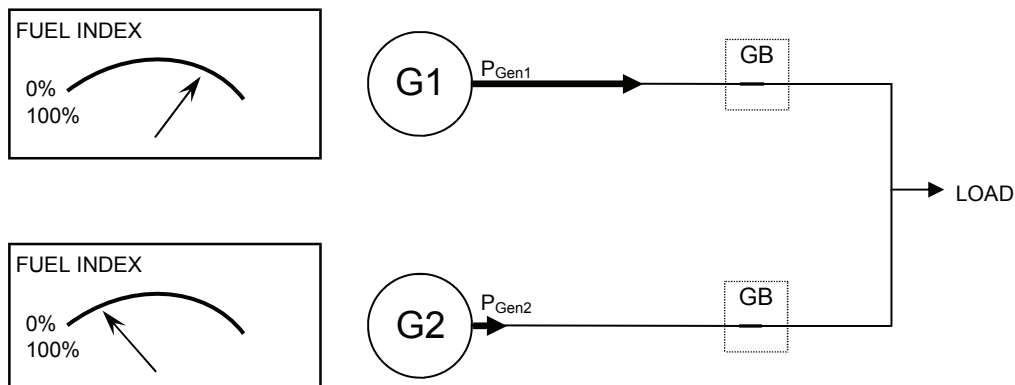 FUEL INDEX
0%
100%
G1
PGen1
GB
LOAD
FUEL INDEX
0%
100%
G2
PGen2
GB